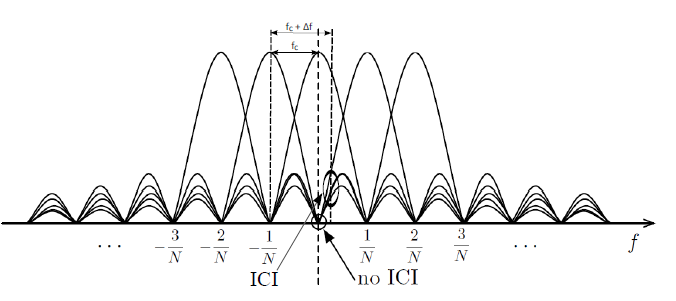 fc + Δf
fc
· · · -3/N -2/N -1/N 1/N 2/N 3/N · · · f
ICI no ICI